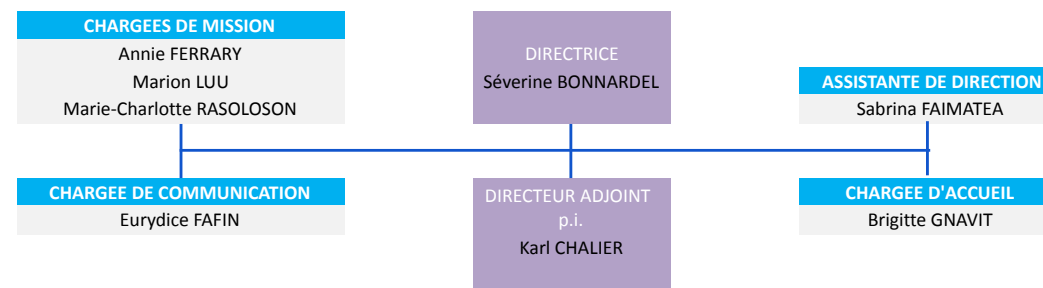 CHARGEES DE MISSION
Annie FERRARY
Marion LUU
Marie-Charlotte RASOLOSON
DIRECTRICE
Séverine BONNARDEL
ASSISTANTE DE DIRECTION
Sabrina FAIMATEA
CHARGEE DE COMMUNICATION
Eurydice FAFIN
DIRECTEUR ADJOINT
p.i.
Karl CHALIER
CHARGEE D'ACCUEIL
Brigitte GNAVIT